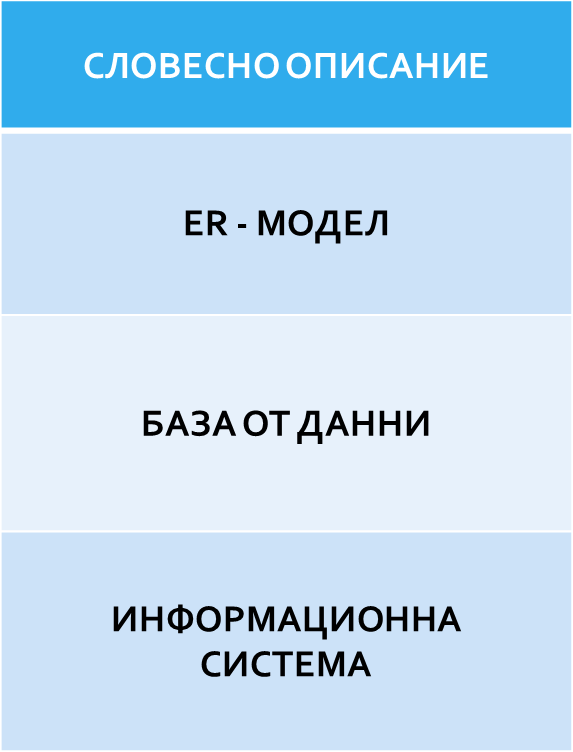 СЛОВЕСНО ОПИСАНИЕ
ER - МОДЕЛ
БАЗА ОТ ДАННИ
ИНФОРМАЦИОННА
СИСТЕМА